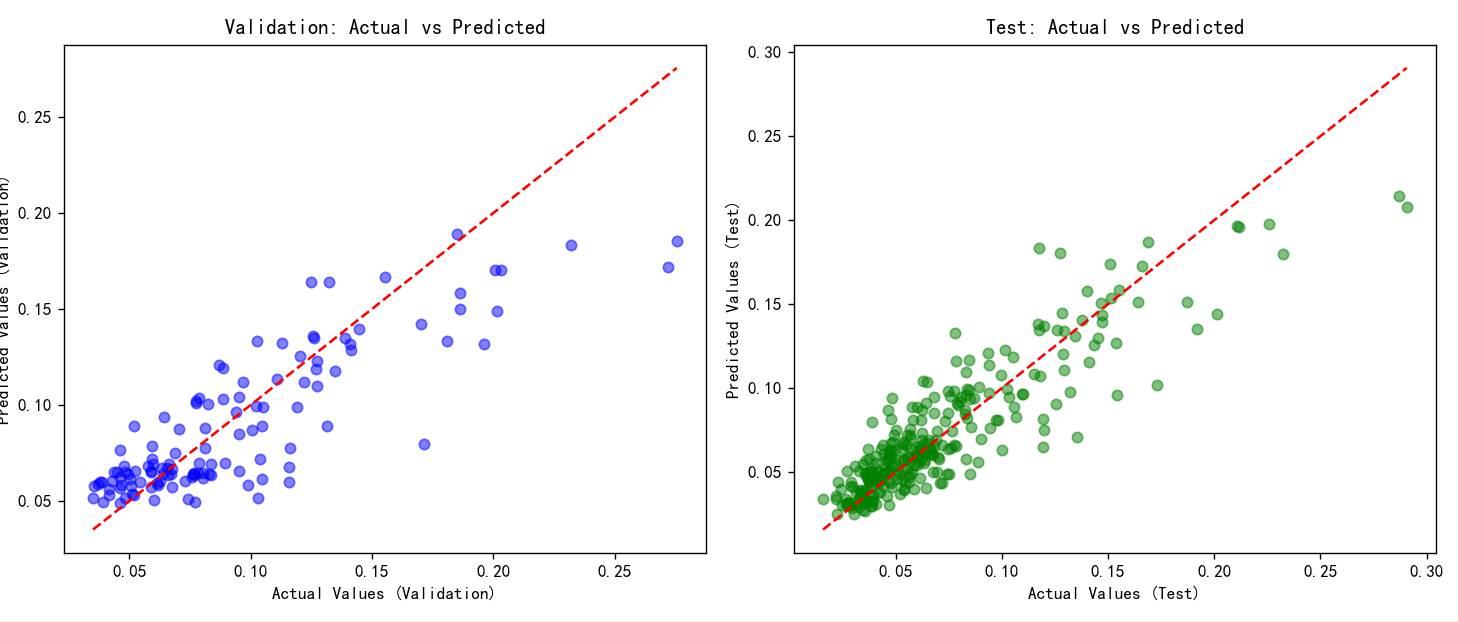 Validation: Actual vs Predicted
Predicted Values (Validation)
0.25
0.20
0.15
0.10
0.05
0.05 0.10 0.15 0.20 0.25
Actual Values (Validation)
Test: Actual vs Predicted
Predicted Values (Test)
0.30
0.25
0.20
0.15
0.10
0.05
0.05 0.10 0.15 0.20 0.25 0.30
Actual Values (Test)